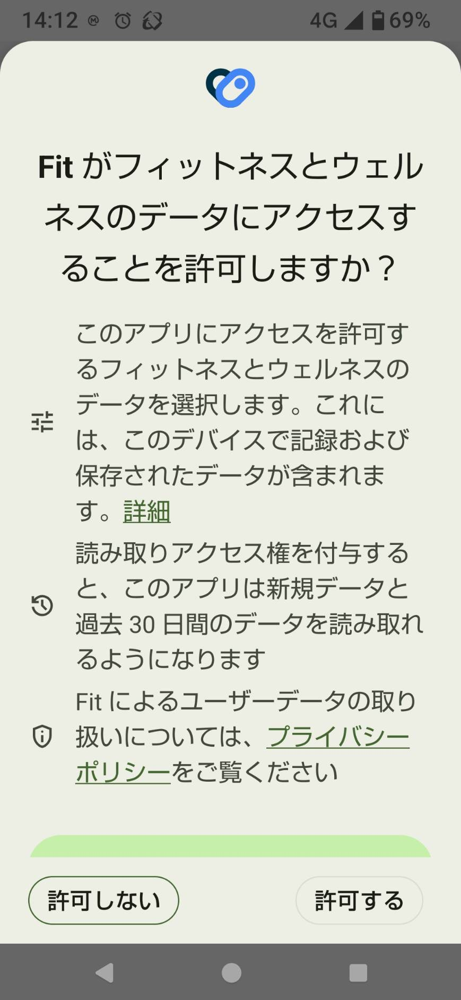 14:12 4G 69%
Fit がフィットネスとウェル
ネスのデータにアクセスす
ることを許可しますか？
このアプリにアクセスを許可す
るフィットネスとウェルネスの
データを選択します。これに
は、このデバイスで記録および
保存されたデータが含まれま
す。詳細
読み取りアクセス権を付与する
と、このアプリは新規データと
過去 30 日間のデータを読み取れ
るようになります
Fit によるユーザーデータの取り
扱いについては、プライバシー
ポリシーをご覧ください
許可しない 許可する